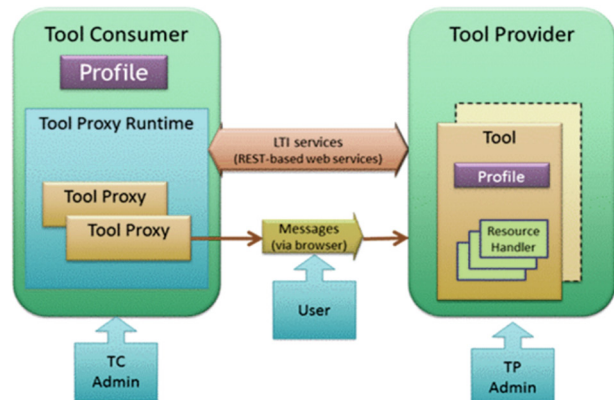 Tool Consumer
Profile
Tool Proxy Runtime
Tool Proxy
Tool Proxy
LTI services
(REST-based web services)
Messages
(via browser)
User
TC
Admin
Tool Provider
Tool
Profile
Resource
Handler
TP
Admin